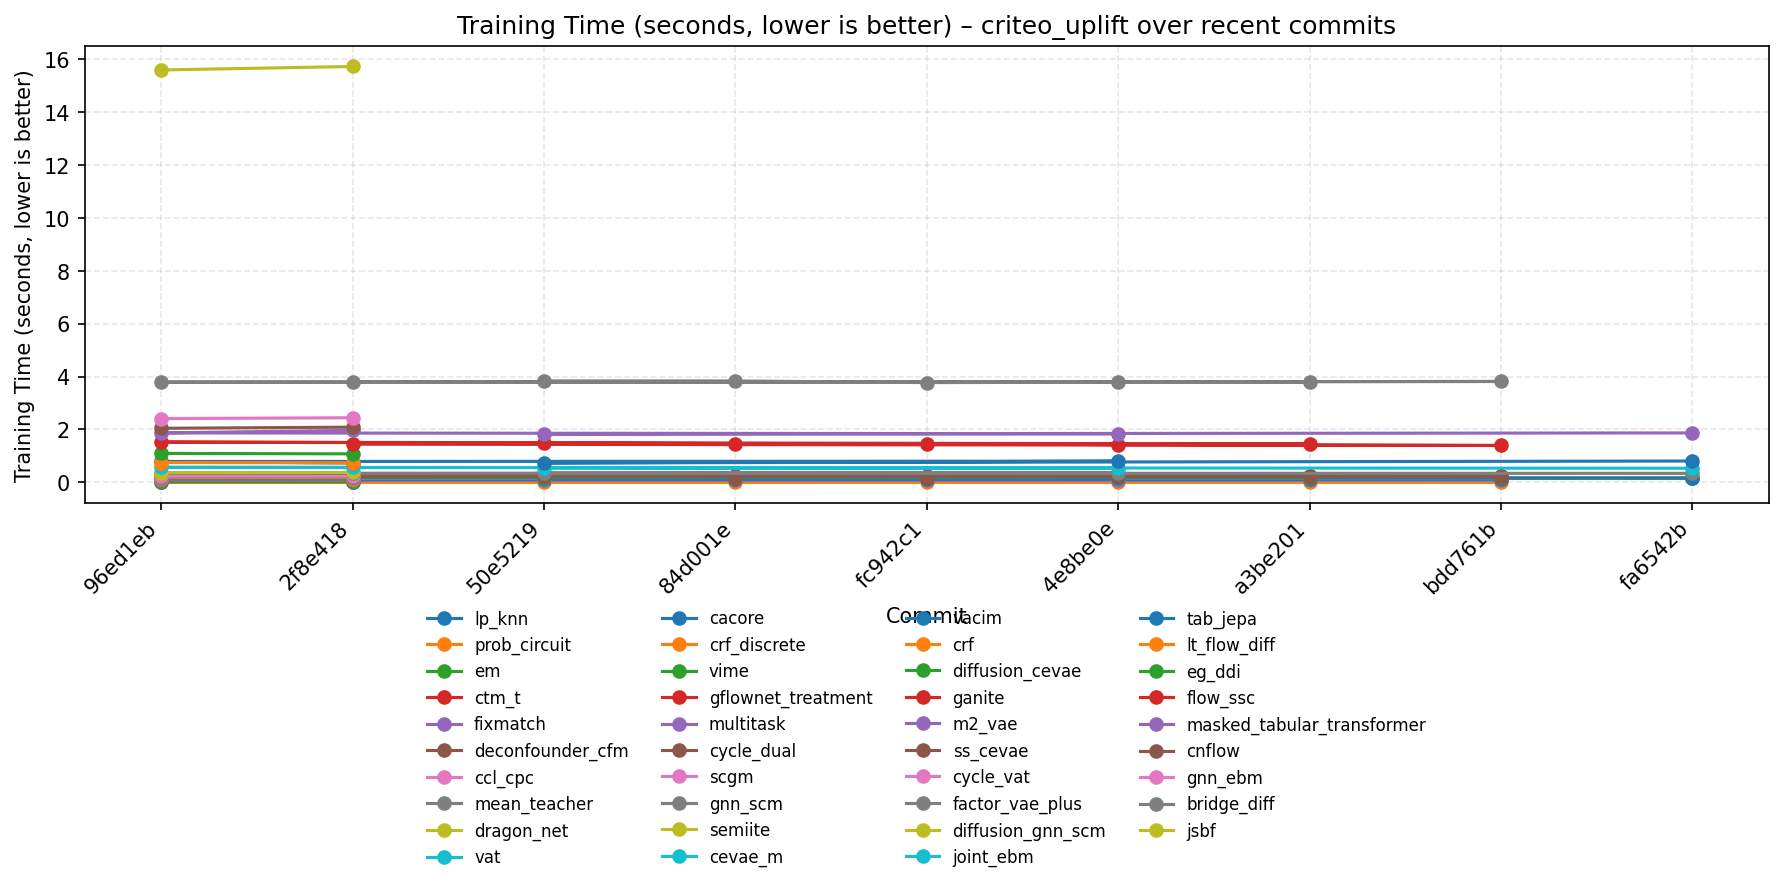 Training Time (seconds, lower is better) – criteo_uplift over recent commits
Training Time (seconds, lower is better)
16
14
12
10
8
6
4
2
0
96ed1eb
2f8e418
50e5219
84d001e
fc942c1
4e8be0e
a3be201
bdd761b
fa6542b
Commit
lp_knn
prob_circuit
em
ctm_t
fixmatch
deconfounder_cfm
ccl_cpc
mean_teacher
dragon_net
vat
cacore
crf_discrete
vime
gflownet_treatment
multitask
cycle_dual
scgm
gnn_scm
semiite
cevae_m
vacim
crf
diffusion_cevae
ganite
m2_vae
ss_cevae
cycle_vat
factor_vae_plus
diffusion_gnn_scm
joint_ebm
tab_jepa
lt_flow_diff
eg_ddi
flow_ssc
masked_tabular_transformer
cnflow
gnn_ebm
bridge_diff
jsbf